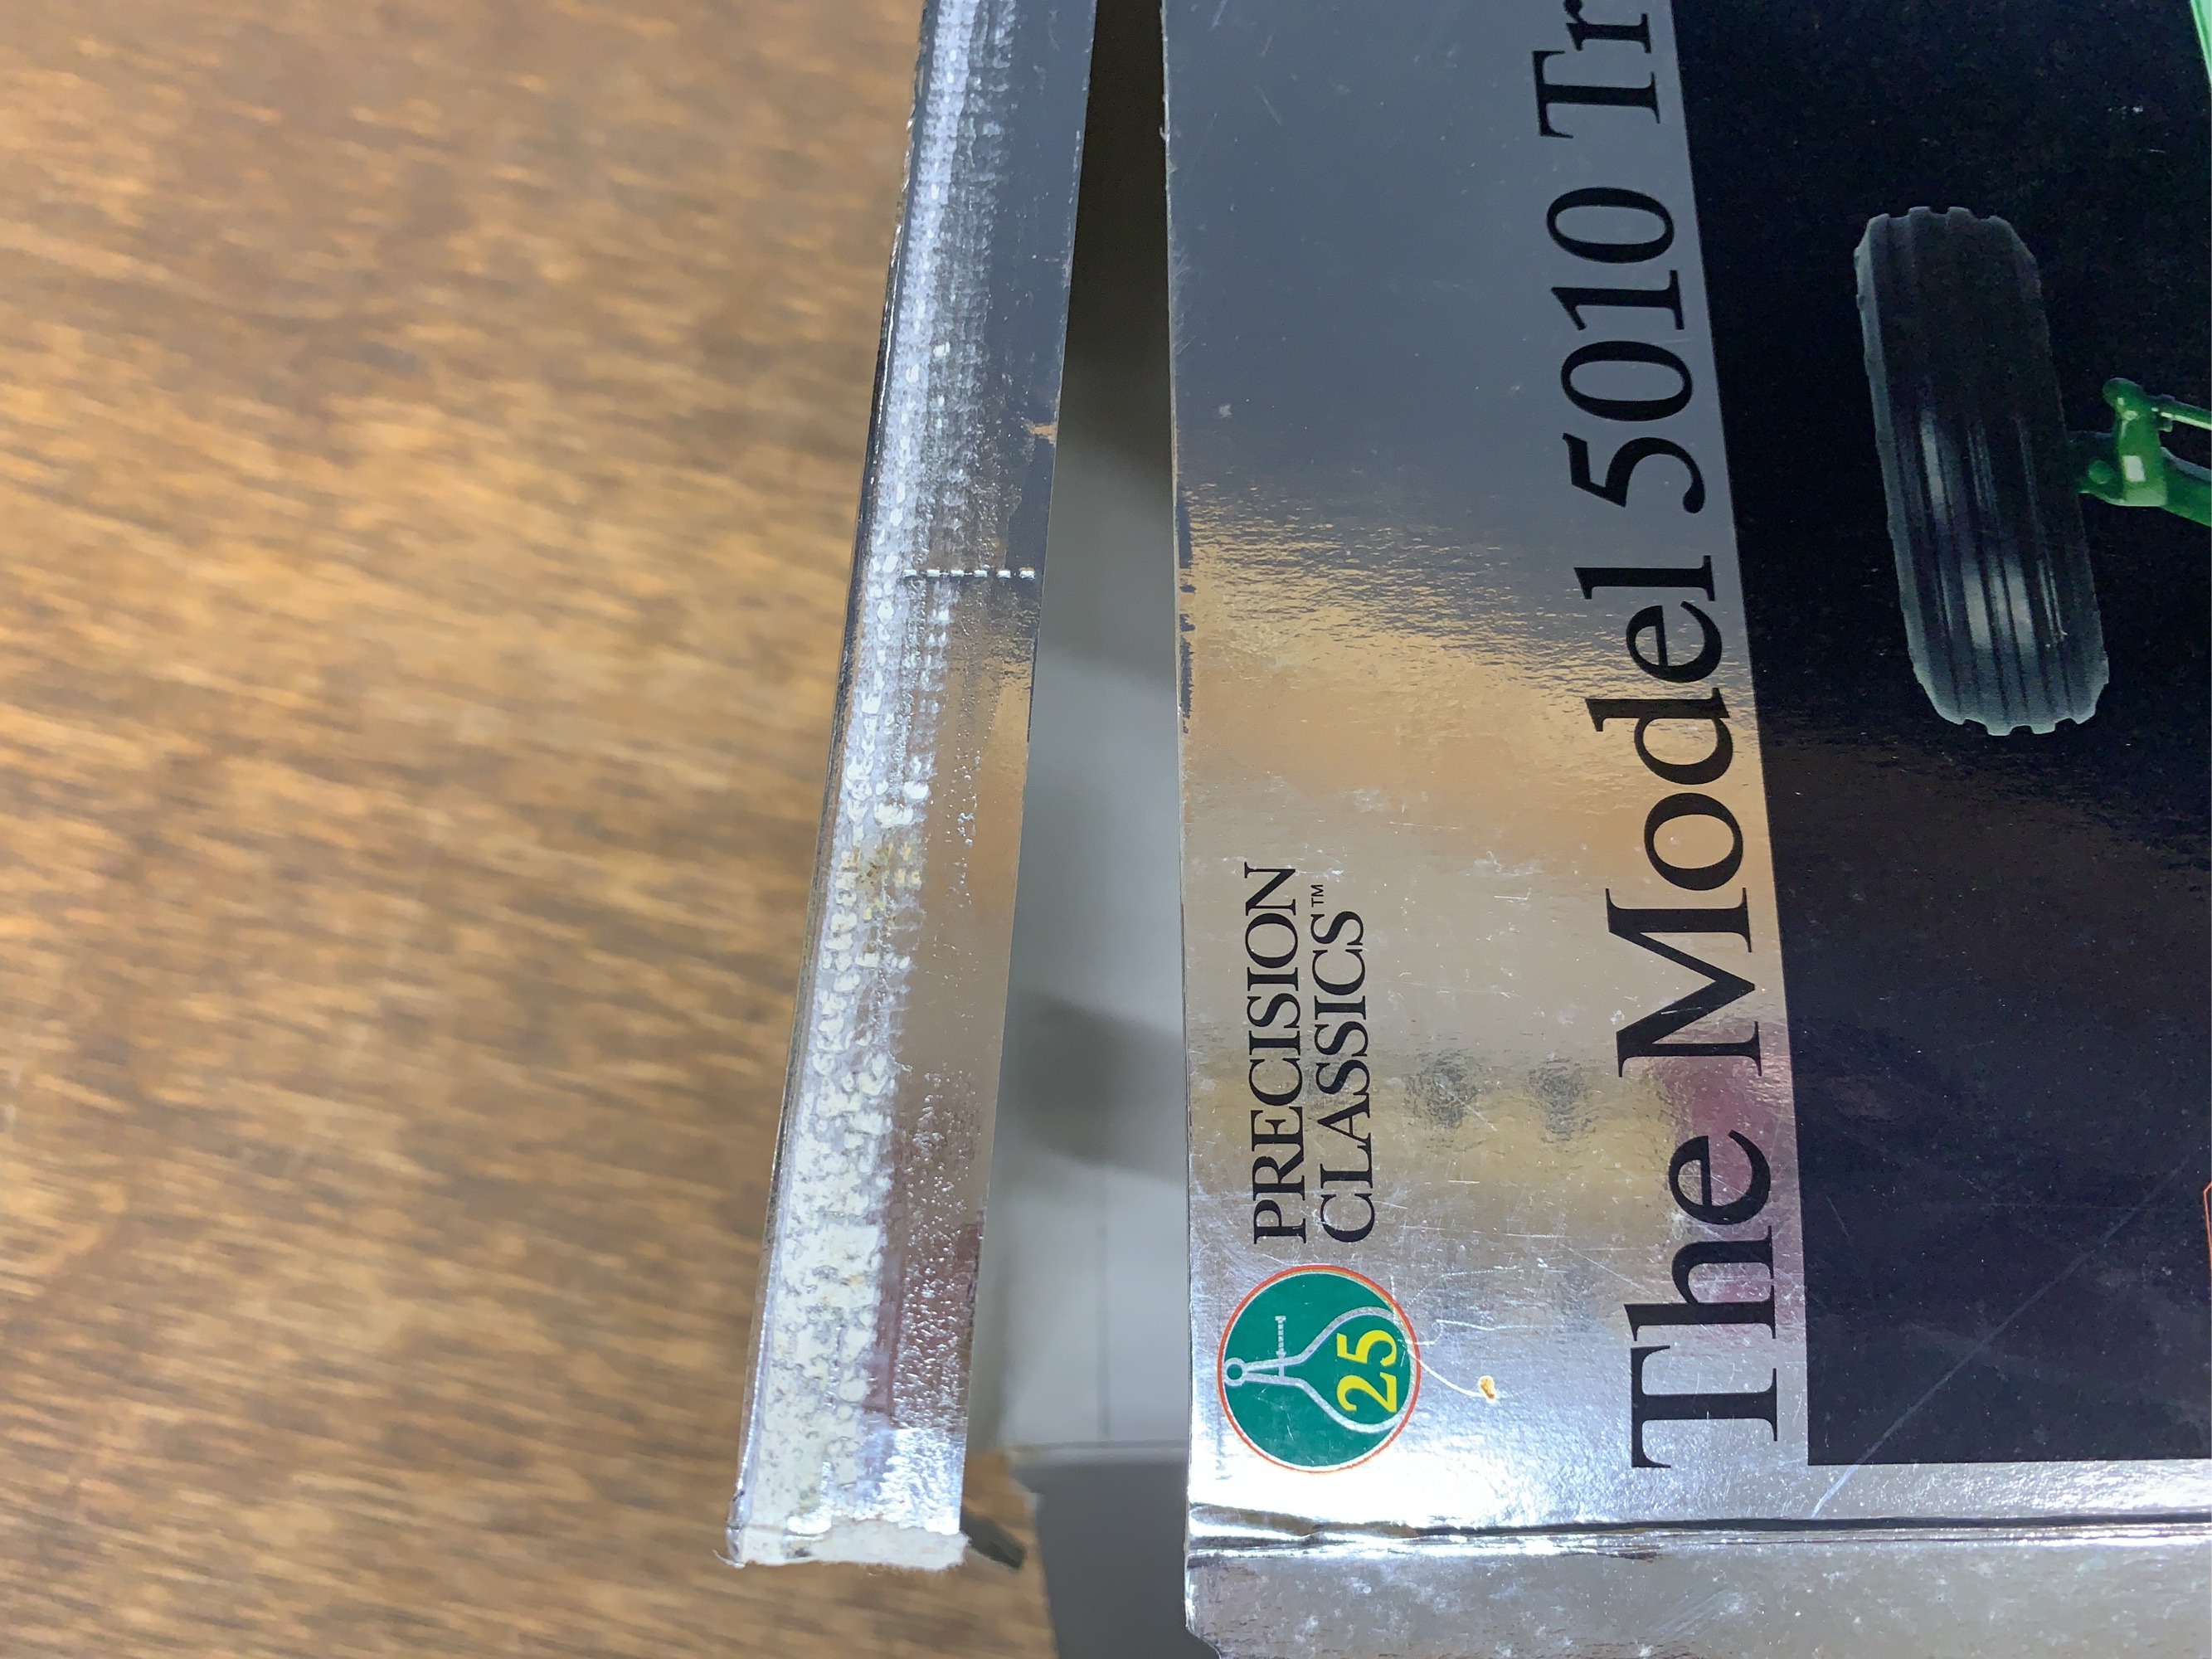 PRECISION
CLASSICS™
25
The Model 5010 Tr